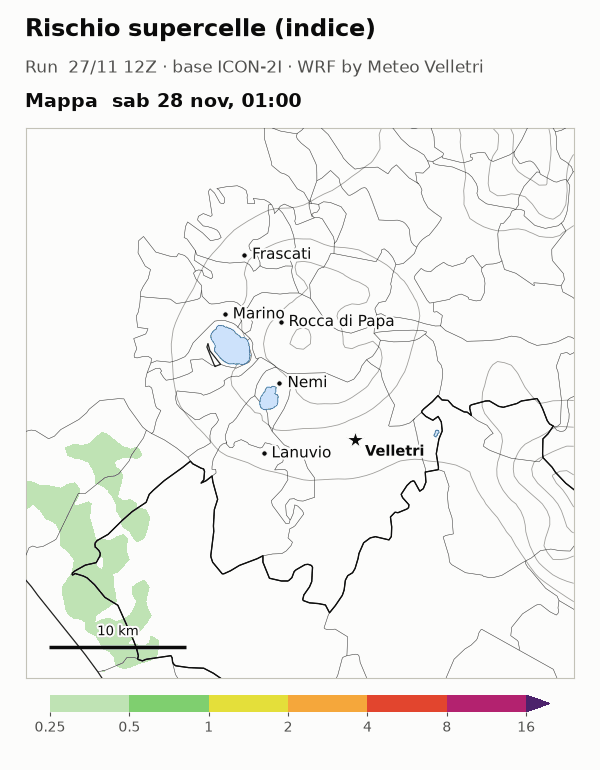 Rischio supercelle (indice)
Run  27/11 12Z · base ICON-2I · WRF by Meteo Velletri
Mappa  sab 28 nov, 01:00
Frascati
Marino
Rocca di Papa
Nemi
Velletri
Lanuvio
10 km
0.25 0.5 1 2 4 8 16